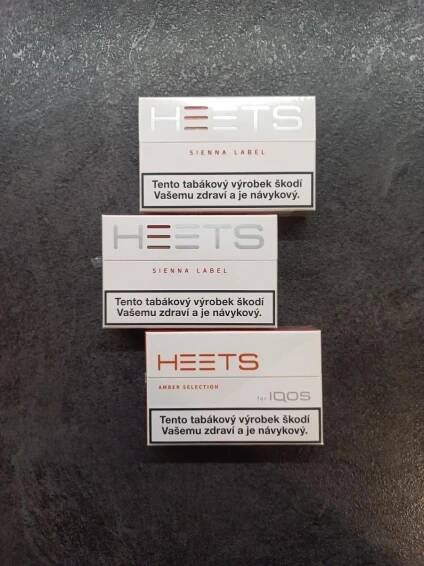 HEETS
SIENNA LABEL
Tento tabákový výrobek škodí
Vašemu zdraví a je návykový.
HEETS
SIENNA LABEL
Tento tabákový výrobek škodí
Vašemu zdraví a je návykový.
HEETS
AMBER SELECTION
for IQOS
Tento tabákový výrobek škodí
Vašemu zdraví a je návykový.